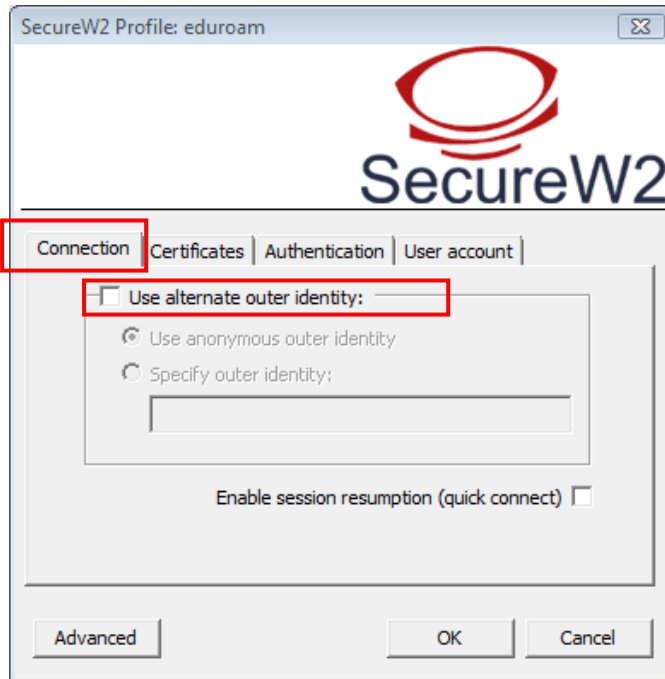 SecureW2 Profile: eduroam
SecureW2
Connection Certificates Authentication User account
Use alternate outer identity:
Use anonymous outer identity
Specify outer identity:
Enable session resumption (quick connect)
Advanced OK Cancel